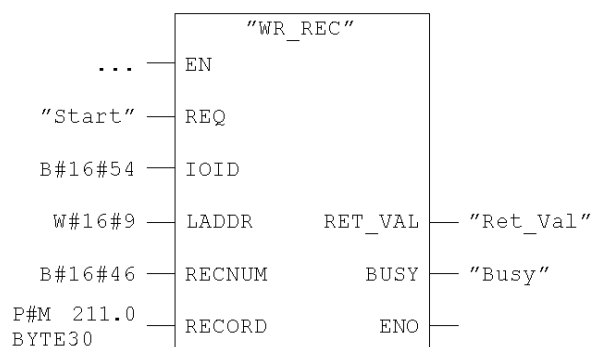 "WR_REC"
... EN
"Start" REQ
B#16#54 IOID
W#16#9 LADDR RET_VAL "Ret_Val"
B#16#46 RECNUM BUSY "Busy"
P#M 211.0
BYTE30 RECORD ENO